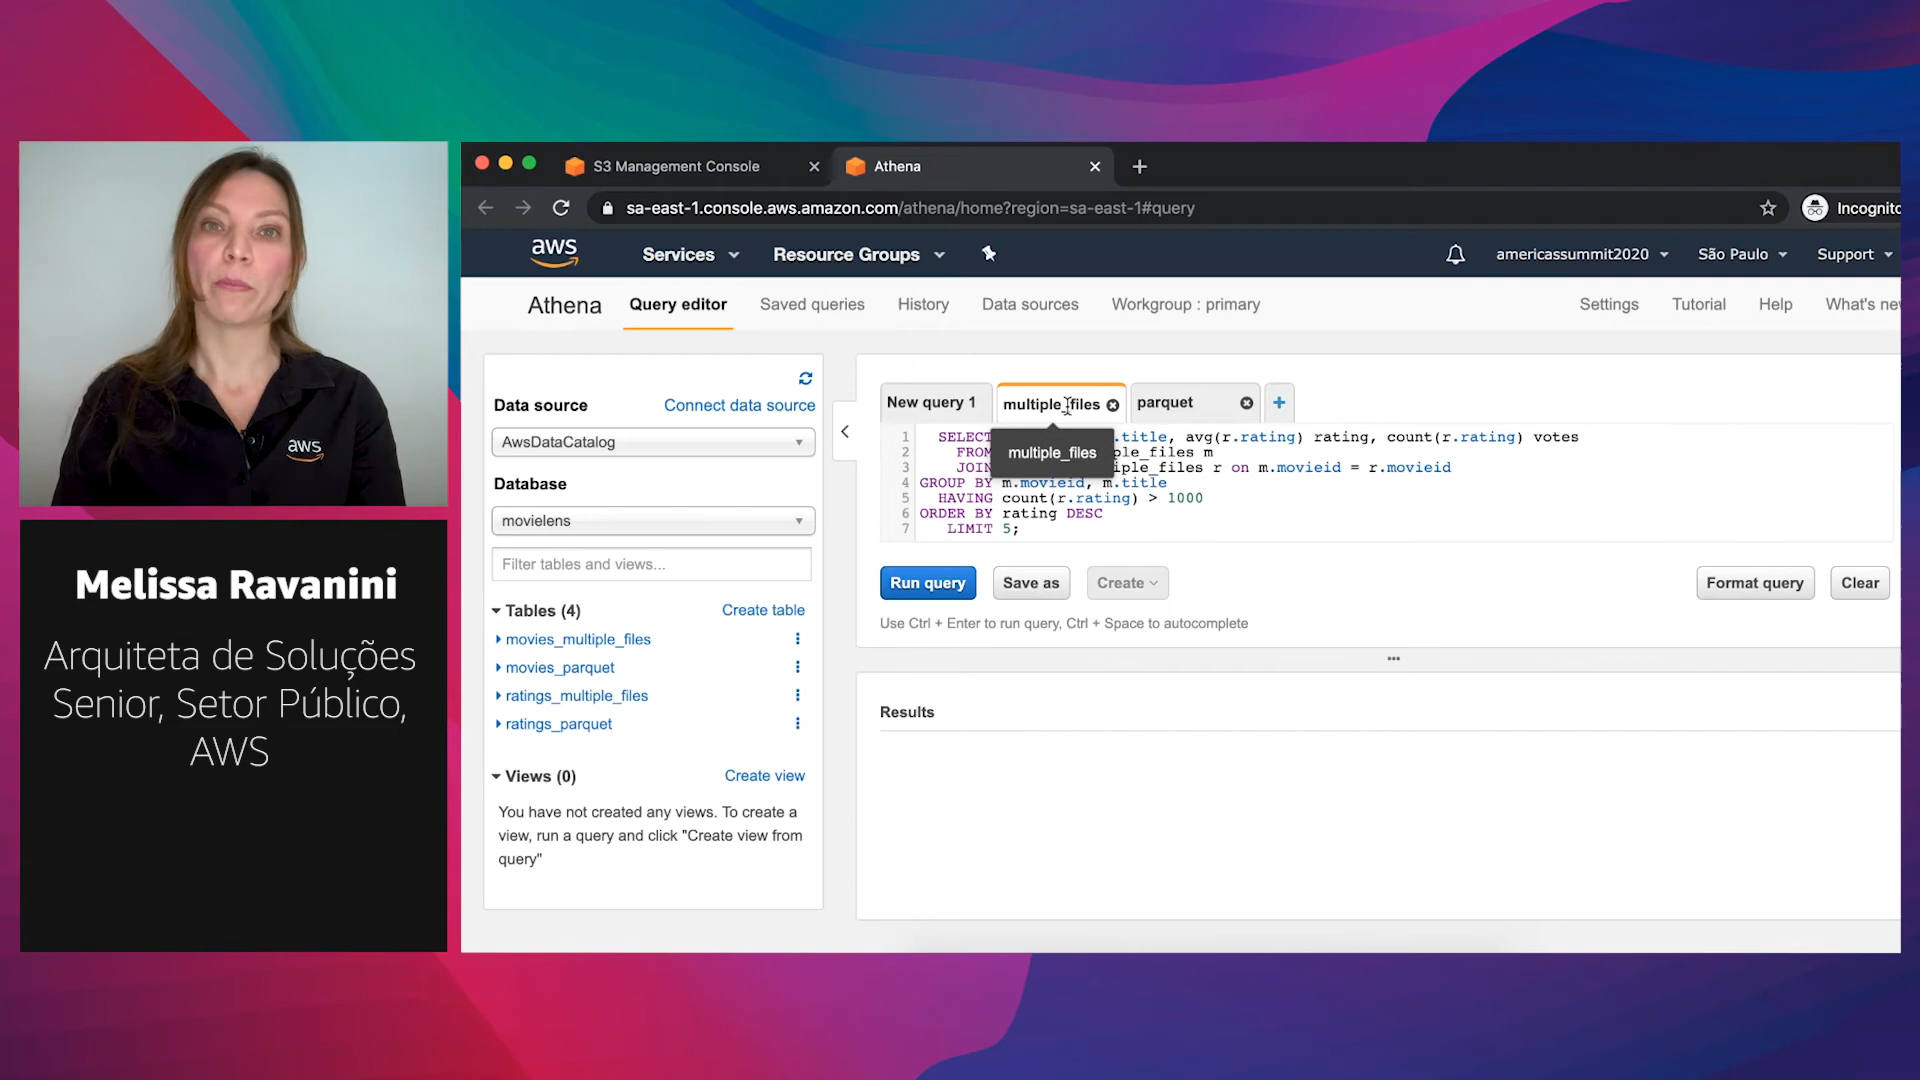 aws
Melissa Ravanini
Arquiteta de Soluções
Senior, Setor Público,
AWS
S3 Management Console
Athena
sa-east-1.console.aws.amazon.com/athena/home?region=sa-east-1#query
Incognito
aws
Services
Resource Groups
americassummit2020
São Paulo
Support
Athena
Query editor
Saved queries
History
Data sources
Workgroup : primary
Settings
Tutorial
Help
What's new
Data source
Connect data source
AwsDataCatalog
Database
movielens
Filter tables and views...
Tables (4)
Create table
movies_multiple_files
movies_parquet
ratings_multiple_files
ratings_parquet
Views (0)
Create view
You have not created any views. To create a
view, run a query and click "Create view from
query"
New query 1
multiple_files
parquet
multiple_files
1 SELECT .title, avg(r.rating) rating, count(r.rating) votes
2 FROM ple_files m
3 JOIN iple_files r on m.movieid = r.movieid
4 GROUP BY m.movieid, m.title
5 HAVING count(r.rating) > 1000
6 ORDER BY rating DESC
7 LIMIT 5;
Run query
Save as
Create
Format query
Clear
Use Ctrl + Enter to run query, Ctrl + Space to autocomplete
Results